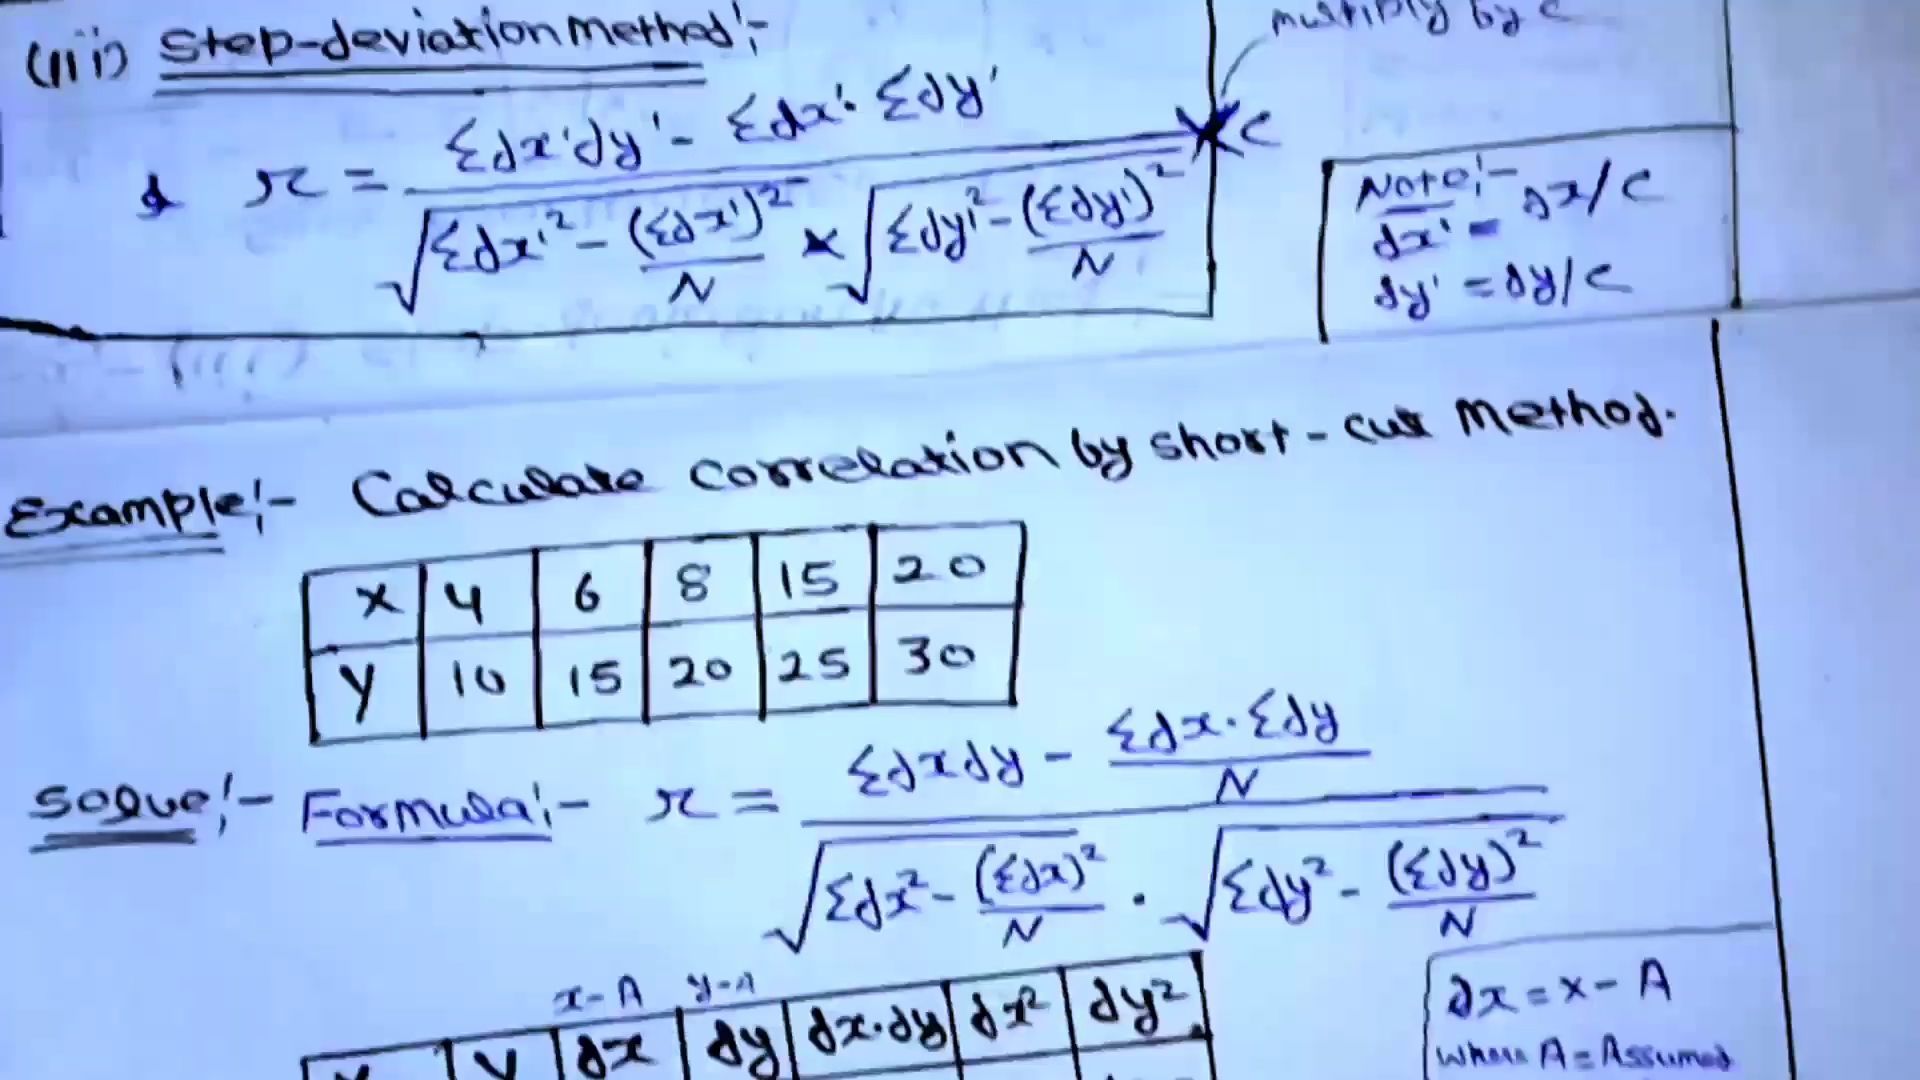 multiply by c
(iii) Step-deviation method:-
r = Σdx'dy' - Σdx'. Σdy' / √Σdx'² - (Σdx')²/N × √Σdy'² - (Σdy')²/N × C
Note:-
dx' = dx/c
dy' = dy/c
Example:- Calculate correlation by short-cut Method.
X 4 6 8 15 20
Y 10 15 20 25 30
Solve:- Formula:- r = Σdxdy - Σdx.Σdy/N / √Σdx² - (Σdx)²/N . √Σdy² - (Σdy)²/N
x-A y-A
X Y dx dy dx.dy dx² dy²
dx = x - A
where A = Assumed